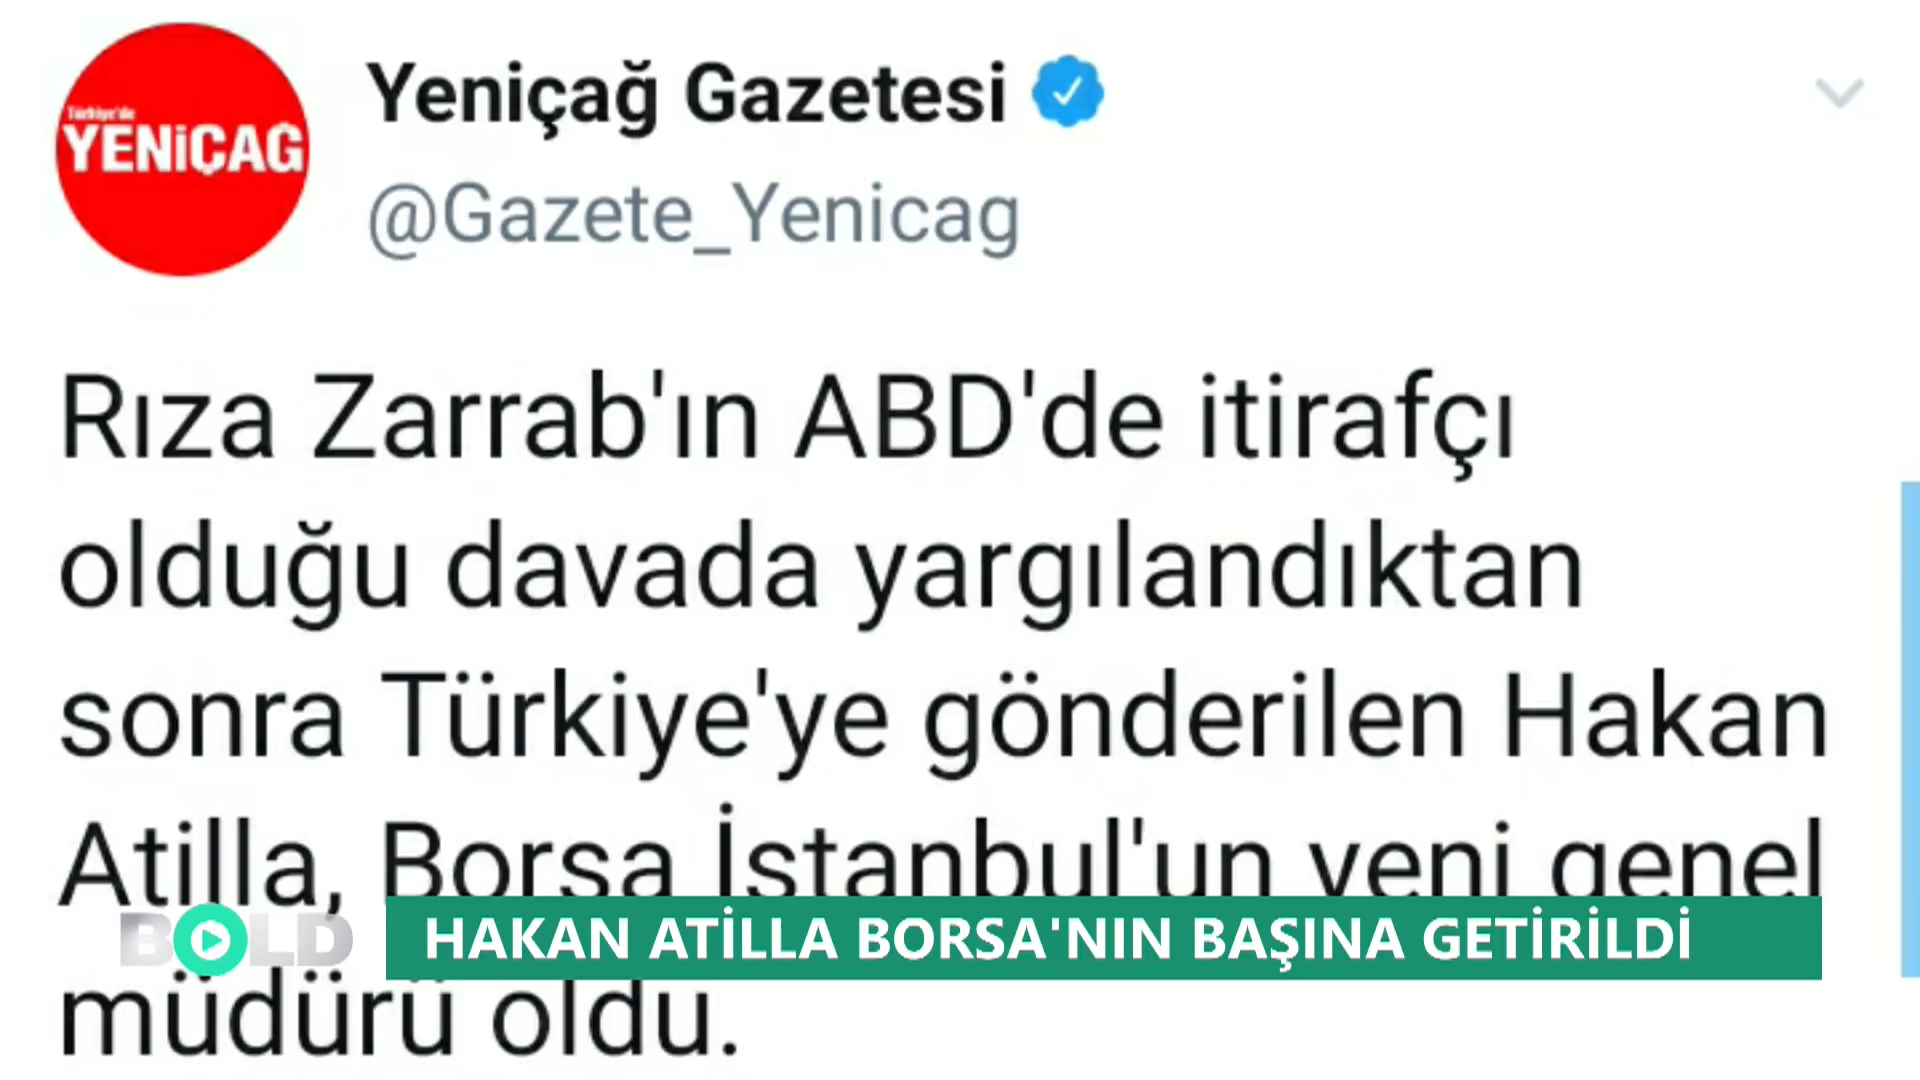 Türkiye'de
YENİÇAĞ
Yeniçağ Gazetesi
@Gazete_Yenicag
Rıza Zarrab'ın ABD'de itirafçı
olduğu davada yargılandıktan
sonra Türkiye'ye gönderilen Hakan
Atilla, Borsa İstanbul'un yeni genel
BOLD
HAKAN ATİLLA BORSA'NIN BAŞINA GETİRİLDİ
müdürü oldu.